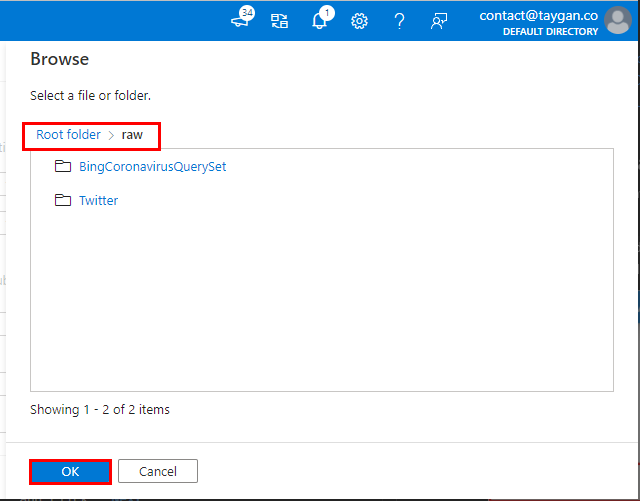 34
1
contact@taygan.co
DEFAULT DIRECTORY
Browse
Select a file or folder.
Root folder > raw
BingCoronavirusQuerySet
Twitter
Showing 1 - 2 of 2 items
OK
Cancel